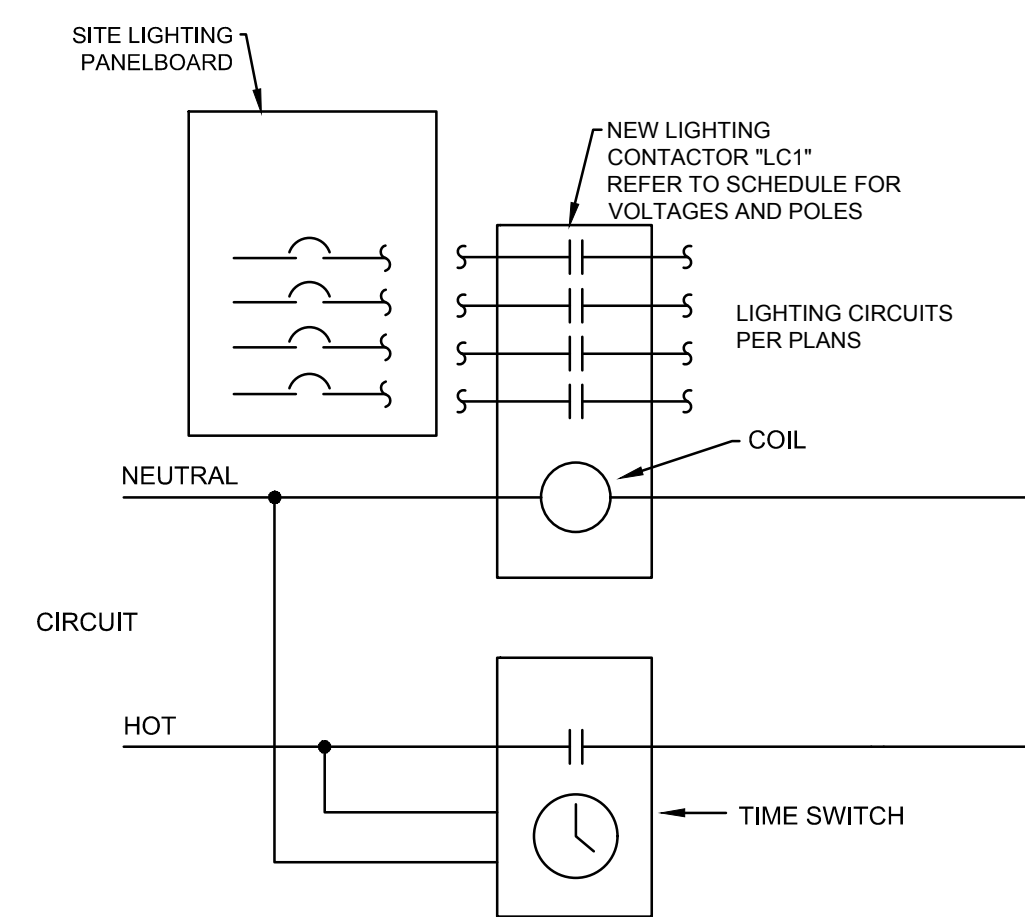 SITE LIGHTING
PANELBOARD
NEW LIGHTING
CONTACTOR "LC1"
REFER TO SCHEDULE FOR
VOLTAGES AND POLES
LIGHTING CIRCUITS
PER PLANS
COIL
NEUTRAL
CIRCUIT
HOT
TIME SWITCH